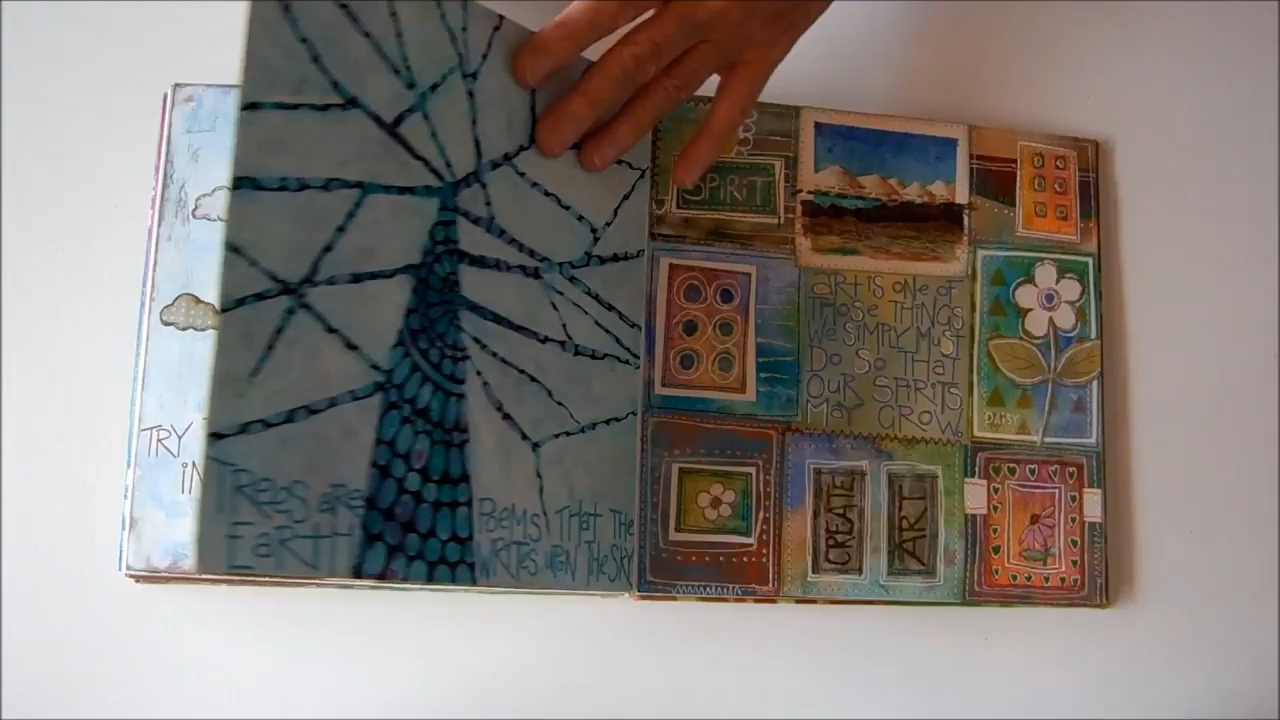 TRY
IN
TREES ARE
EARTH
POEMS THAT THE
WRITES UPON THE SKY
SPIRIT
ART IS ONE OF
THOSE THINGS
WE SIMPLY MUST
DO SO THAT
OUR SPIRITS
MAY GROW.
DAISY
CREATE
ART